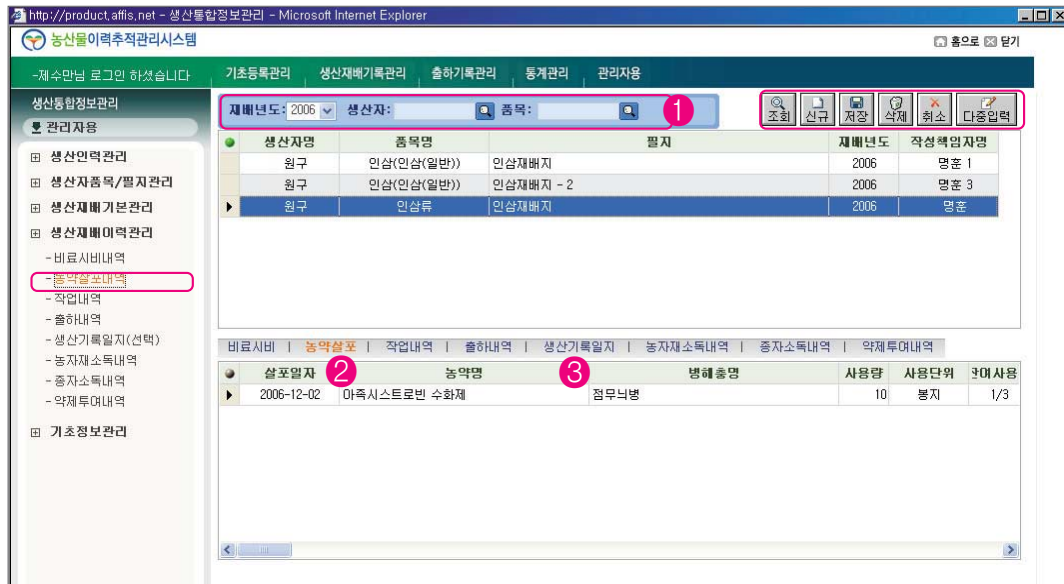 http://product.affis.net - 생산통합정보관리 - Microsoft Internet Explorer
농산물이력추적관리시스템
홈으로 닫기
-제수만님 로그인 하셨습니다
기초등록관리 생산재배기록관리 출하기록관리 통계관리 관리자용
생산통합정보관리
관리자용
재배년도: 2006 생산자: 품목: 1
조회 신규 저장 삭제 취소 다중입력
생산자명 품목명 필지 재배년도 작성책임자명
원구 인삼(인삼(일반)) 인삼재배지 2006 명훈 1
원구 인삼(인삼(일반)) 인삼재배지 - 2 2006 명훈 3
원구 인삼류 인삼재배지 2006 명훈
생산인력관리
생산자품목/필지관리
생산재배기본관리
생산재배이력관리
-비료시비내역
-농약살포내역
-작업내역
-출하내역
-생산기록일지(선택)
-농자재소독내역
-종자소독내역
-약제투여내역
기초정보관리
비료시비 | 농약살포 | 작업내역 | 출하내역 | 생산기록일지 | 농자재소독내역 | 종자소독내역 | 약제투여내역
살포일자 2 농약명 3 병해충명 사용량 사용단위 잔여사용
2006-12-02 아족시스트로빈 수화제 점무늬병 10 봉지 1/3